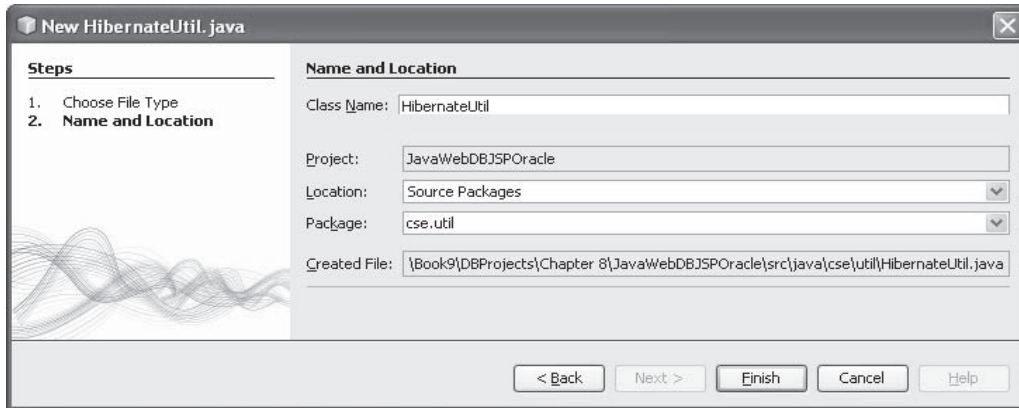 New HibernateUtil.java
Steps
1. Choose File Type
2. Name and Location
Name and Location
Class Name: HibernateUtil
Project: JavaWebDBJSPOracle
Location: Source Packages
Package: cse.util
Created File: \Book9\DBProjects\Chapter 8\JavaWebDBJSPOracle\src\java\cse\util\HibernateUtil.java
< Back Next > Finish Cancel Help